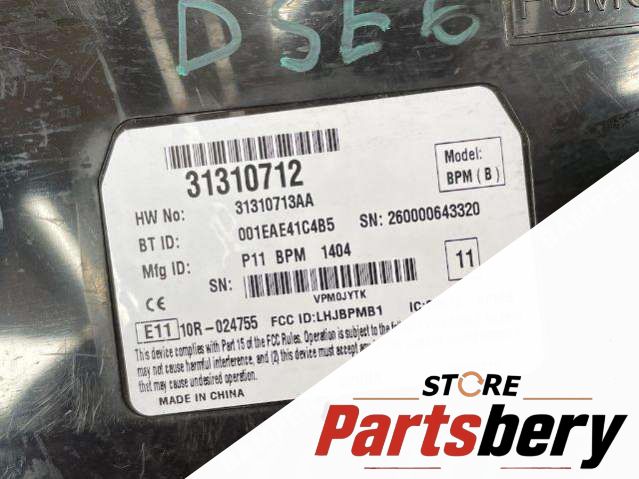 DSE6
31310712
Model:
BPM (B)
HW No: 31310713AA
BT ID: 001EAE41C4B5 SN: 260000643320
Mfg ID: P11 BPM 1404
11
SN:
VPM0JYTK
CE
E11 10R-024755 FCC ID:LHJBPMB1
This device complies with Part 15 of the FCC Rules. Operation is subject to the
may not cause harmful interference, and (2) this device must accept any
that may cause undesired operation.
MADE IN CHINA
STORE
Partsbery